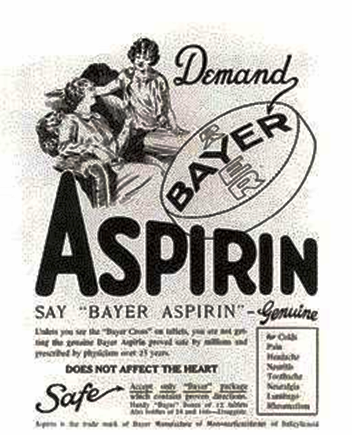 Demand
BAYER
BAYER
ASPIRIN
SAY "BAYER ASPIRIN" - Genuine
Unless you see the "Bayer Cross" on tablets, you are not get-
ting the genuine Bayer Aspirin proved safe by millions and
prescribed by physicians over 25 years.
DOES NOT AFFECT THE HEART
Safe
Accept only "Bayer" package
which contains proven directions.
Handy "Bayer" boxes of 12 tablets
Also bottles of 24 and 100—Druggists.
for Colds
Pain
Headache
Neuritis
Toothache
Neuralgia
Lumbago
Rheumatism
Aspirin is the trade mark of Bayer Manufacture of Monoaceticacidester of Salicylicacid